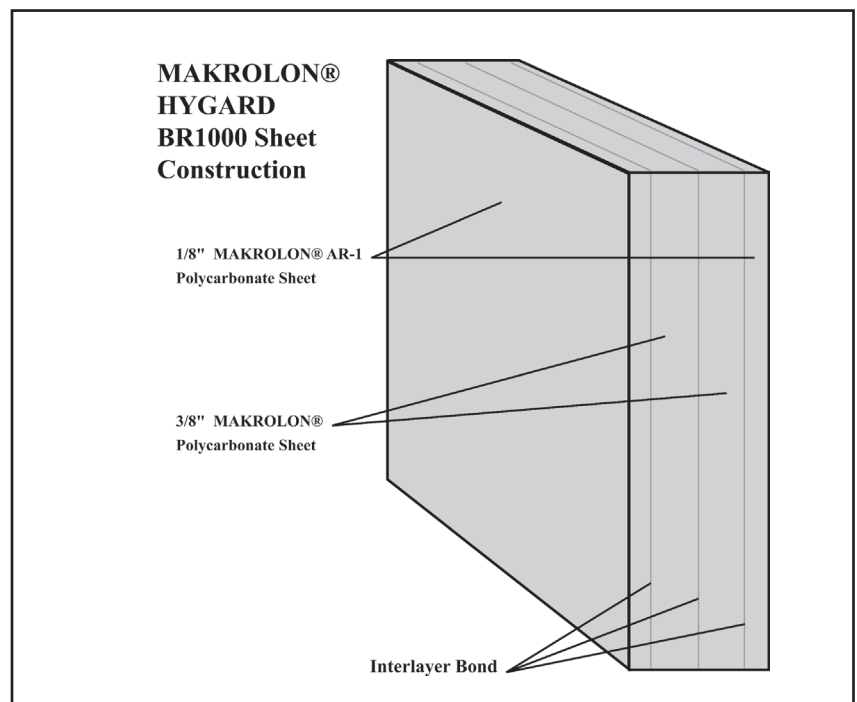 MAKROLON®
HYGARD
BR1000 Sheet
Construction
1/8" MAKROLON® AR-1
Polycarbonate Sheet
3/8" MAKROLON®
Polycarbonate Sheet
Interlayer Bond